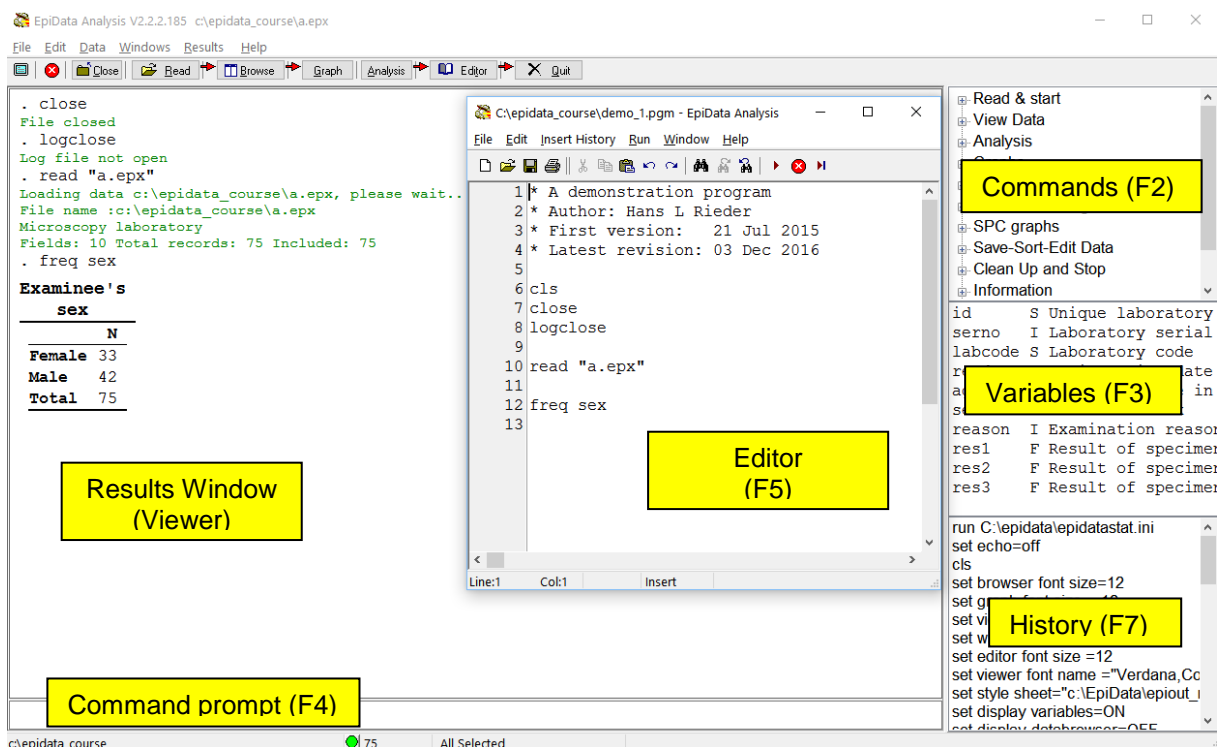 EpiData Analysis V2.2.2.185 c:\epidata_course\a.epx
File Edit Data Windows Results Help
Close Read Browse Graph Analysis Editor Quit
. close
File closed
. logclose
Log file not open
. read "a.epx"
Loading data c:\epidata_course\a.epx, please wait..
File name :c:\epidata_course\a.epx
Microscopy laboratory
Fields: 10 Total records: 75 Included: 75
. freq sex
Examinee's
sex
N
Female 33
Male 42
Total 75
Results Window
(Viewer)
Command prompt (F4)
C:\epidata_course\demo_1.pgm - EpiData Analysis
File Edit Insert History Run Window Help
1 * A demonstration program
2 * Author: Hans L Rieder
3 * First version: 21 Jul 2015
4 * Latest revision: 03 Dec 2016
5
6 cls
7 close
8 logclose
9
10 read "a.epx"
11
12 freq sex
13
Editor
(F5)
Line:1 Col:1 Insert
Read & start
View Data
Analysis
Commands (F2)
SPC graphs
Save-Sort-Edit Data
Clean Up and Stop
Information
id S Unique laboratory
serno I Laboratory serial
labcode S Laboratory code
Variables (F3)
in
reason I Examination reason
res1 F Result of specimen
res2 F Result of specimen
res3 F Result of specimen
run C:\epidata\epidatastat.ini
set echo=off
cls
set browser font size=12
History (F7)
set editor font size =12
set viewer font name ="Verdana,Co
set style sheet="c:\EpiData\epiout_
set display variables=ON
set display databrowser=OFF
c:\epidata_course 75 All Selected